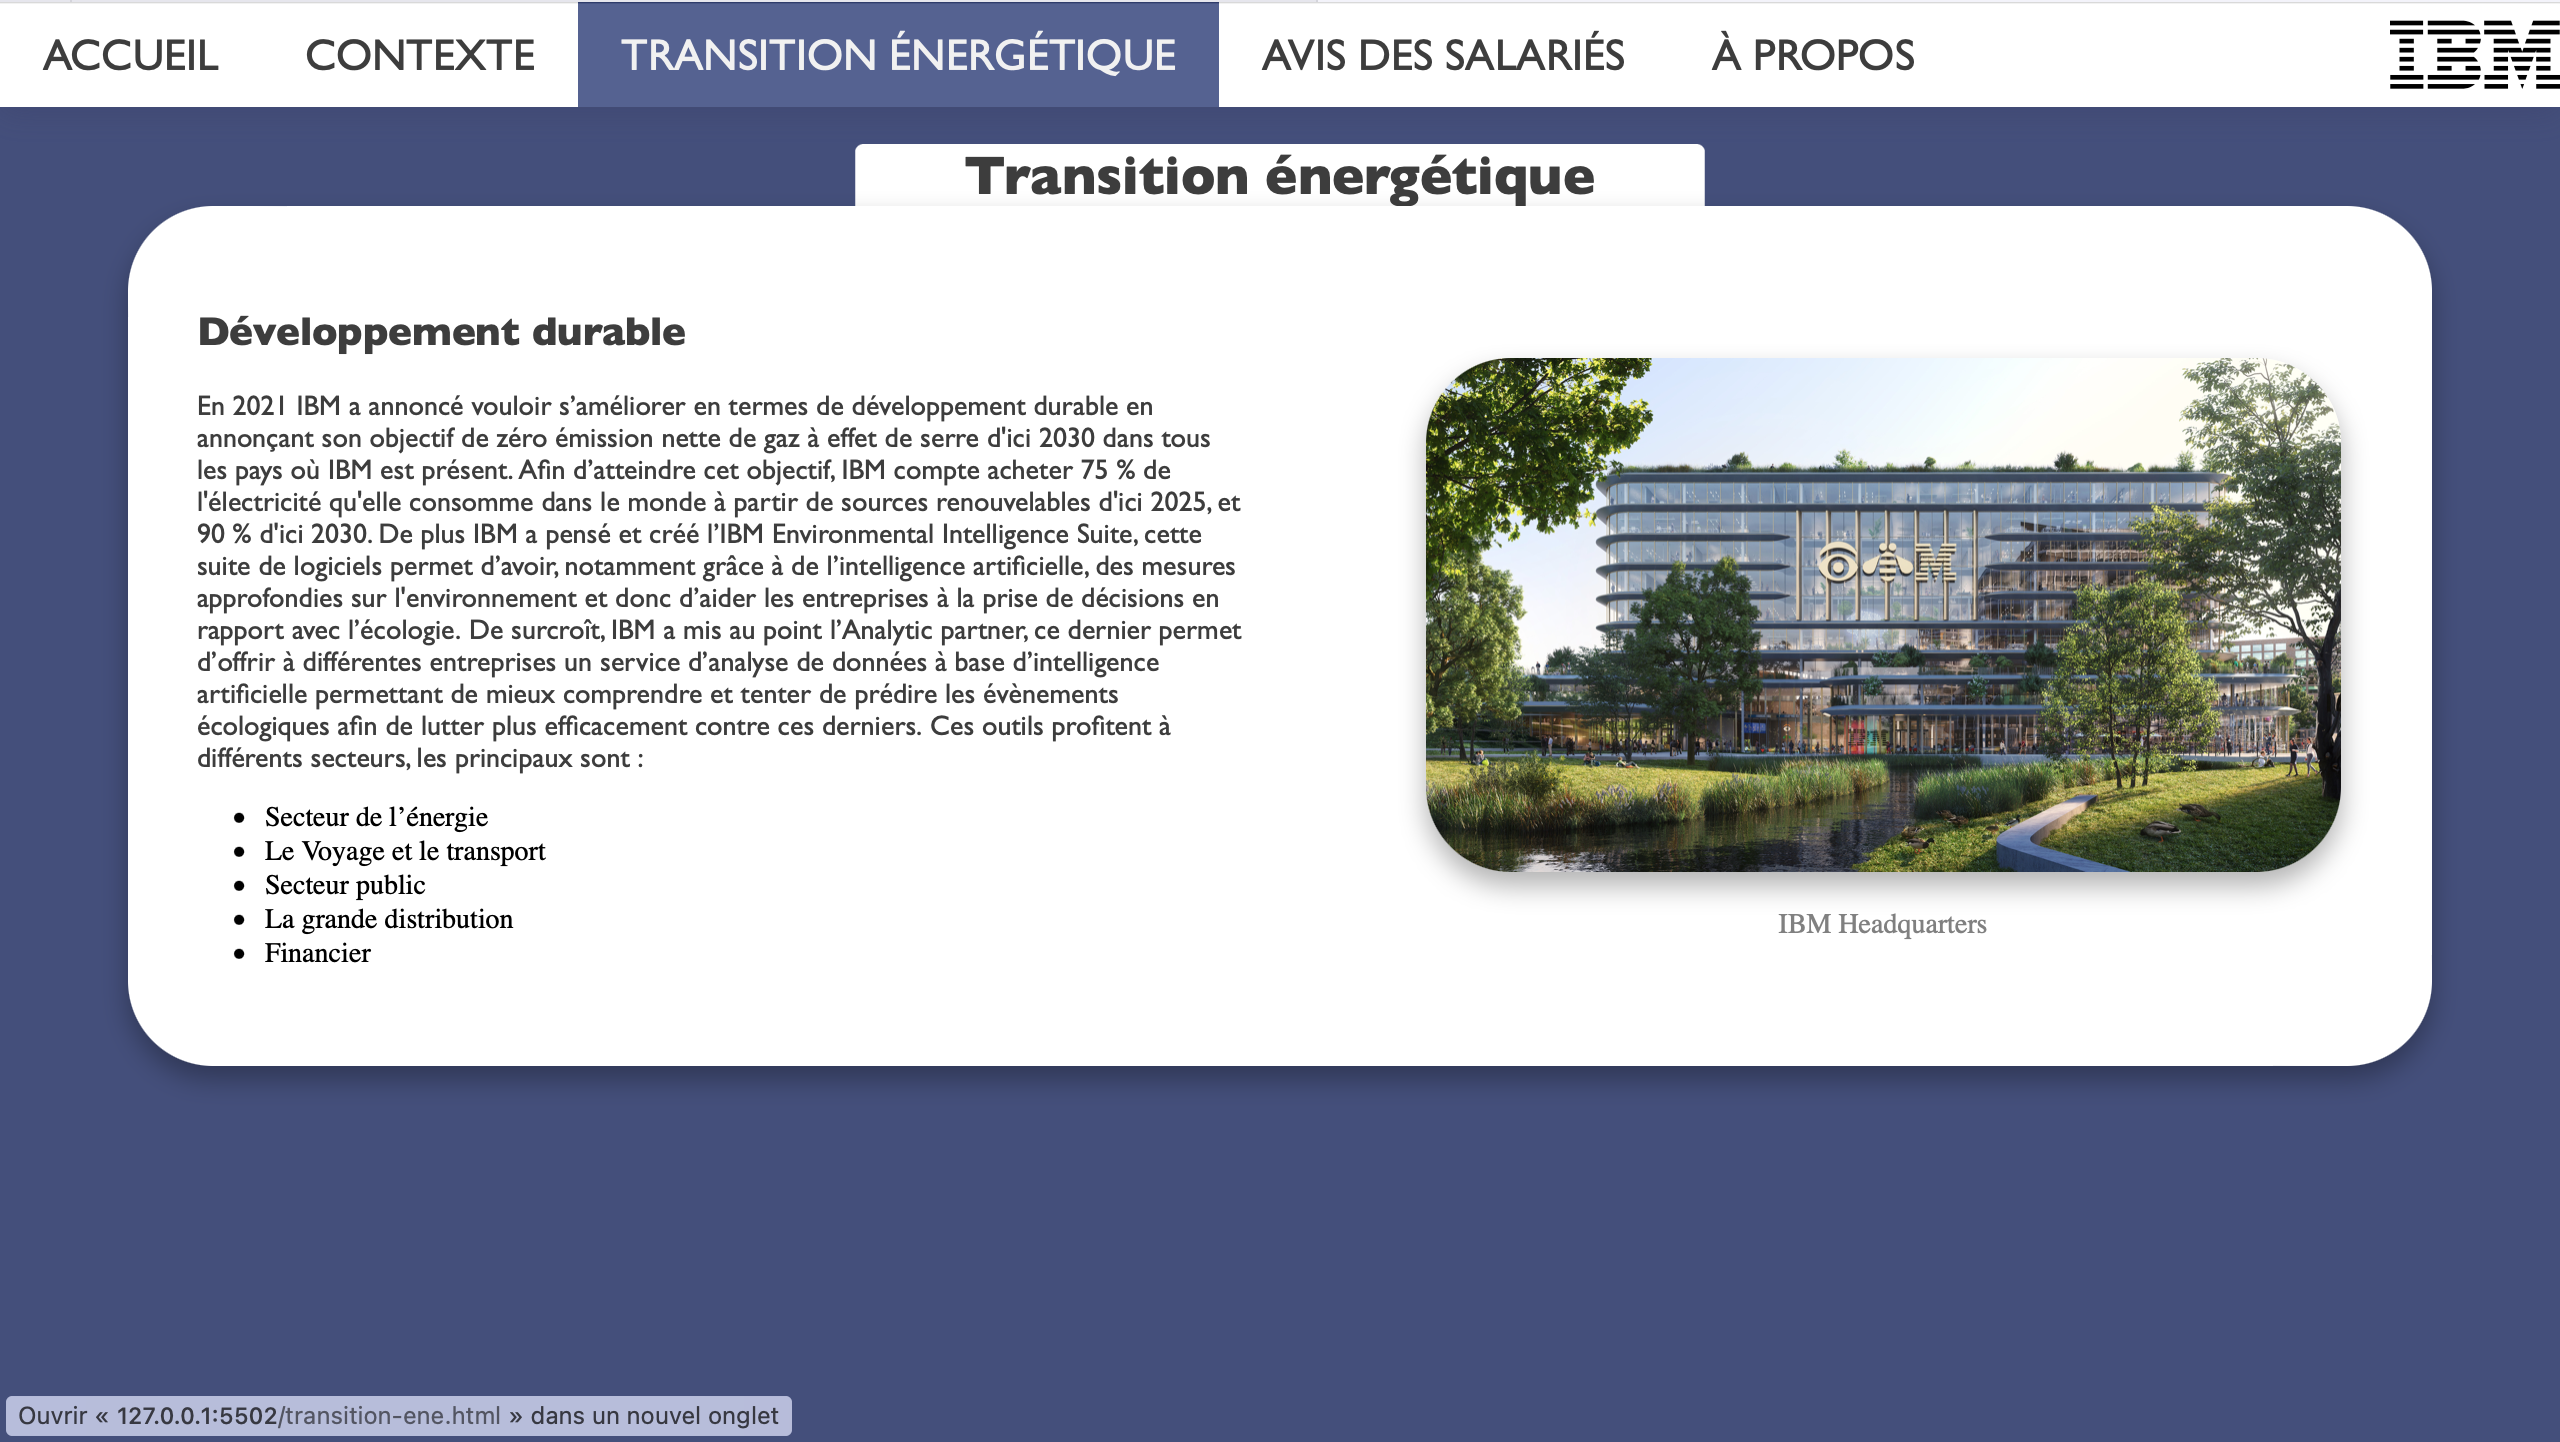 ACCUEIL CONTEXTE TRANSITION ÉNERGÉTIQUE AVIS DES SALARIÉS À PROPOS IBM
Transition énergétique
Développement durable
En 2021 IBM a annoncé vouloir s’améliorer en termes de développement durable en
annonçant son objectif de zéro émission nette de gaz à effet de serre d'ici 2030 dans tous
les pays où IBM est présent. Afin d’atteindre cet objectif, IBM compte acheter 75 % de
l'électricité qu'elle consomme dans le monde à partir de sources renouvelables d'ici 2025, et
90 % d'ici 2030. De plus IBM a pensé et créé l’IBM Environmental Intelligence Suite, cette
suite de logiciels permet d’avoir, notamment grâce à de l’intelligence artificielle, des mesures
approfondies sur l'environnement et donc d’aider les entreprises à la prise de décisions en
rapport avec l’écologie. De surcroît, IBM a mis au point l’Analytic partner, ce dernier permet
d’offrir à différentes entreprises un service d’analyse de données à base d’intelligence
artificielle permettant de mieux comprendre et tenter de prédire les évènements
écologiques afin de lutter plus efficacement contre ces derniers. Ces outils profitent à
différents secteurs, les principaux sont :
• Secteur de l’énergie
• Le Voyage et le transport
• Secteur public
• La grande distribution
• Financier
M
IBM Headquarters
Ouvrir « 127.0.0.1:5502/transition-ene.html » dans un nouvel onglet